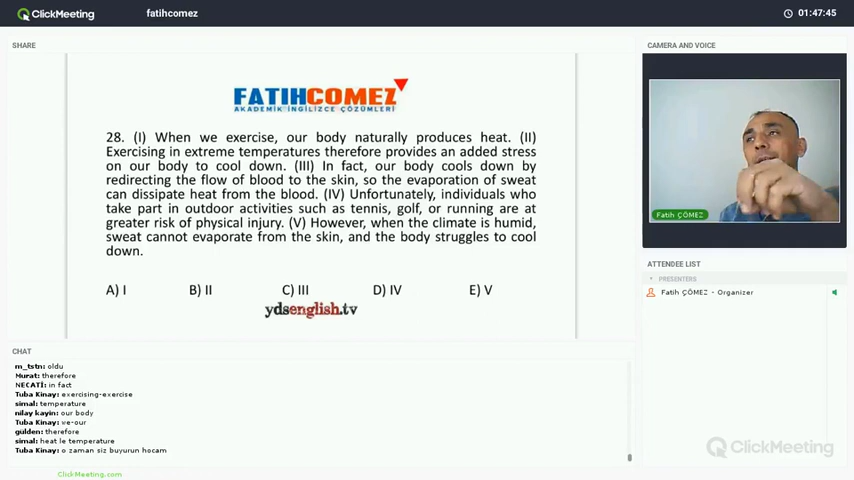 ClickMeeting
fatihcomez
01:47:45
SHARE
FATIHCOMEZ
AKADEMİK İNGİLİZCE ÇÖZÜMLERİ
28. (I) When we exercise, our body naturally produces heat. (II)
Exercising in extreme temperatures therefore provides an added stress
on our body to cool down. (III) In fact, our body cools down by
redirecting the flow of blood to the skin, so the evaporation of sweat
can dissipate heat from the blood. (IV) Unfortunately, individuals who
take part in outdoor activities such as tennis, golf, or running are at
greater risk of physical injury. (V) However, when the climate is humid,
sweat cannot evaporate from the skin, and the body struggles to cool
down.
A) I B) II C) III D) IV E) V
ydsenglish.tv
CHAT
m_tstn: oldu
Murat: therefore
NECATİ: in fact
Tuba Kinay: exercising-exercise
simal: temperature
nilay kayin: our body
Tuba Kinay: ve-our
gülden: therefore
simal: heat le temperature
Tuba Kinay: o zaman siz buyurun hocam
ClickMeeting.com
CAMERA AND VOICE
Fatih ÇÖMEZ
ATTENDEE LIST
PRESENTERS
Fatih ÇÖMEZ - Organizer
ClickMeeting